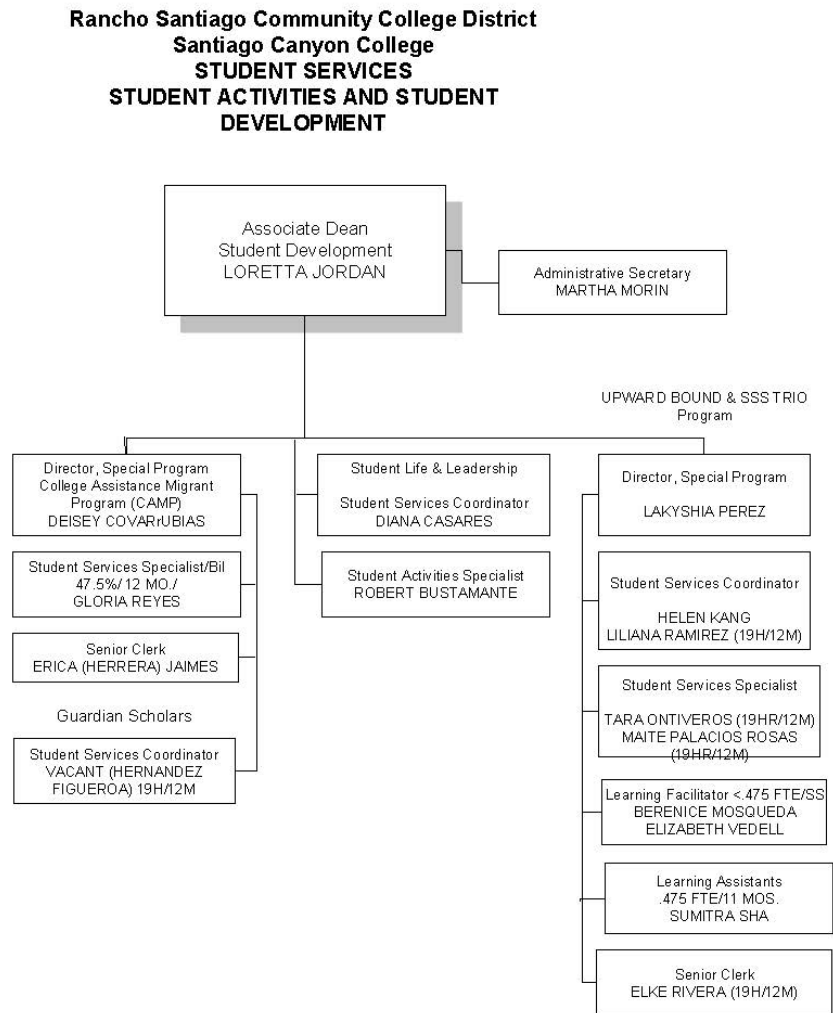 Rancho Santiago Community College District
Santiago Canyon College
STUDENT SERVICES
STUDENT ACTIVITIES AND STUDENT
DEVELOPMENT
Associate Dean
Student Development
LORETTA JORDAN
Administrative Secretary
MARTHA MORIN
UPWARD BOUND & SSS TRIO
Program
Director, Special Program
College Assistance Migrant
Program (CAMP)
DEISEY COVARrUBIAS
Student Services Specialist/Bil
47.5%/12 MO./
GLORIA REYES
Senior Clerk
ERICA (HERRERA) JAIMES
Guardian Scholars
Student Services Coordinator
VACANT (HERNANDEZ
FIGUEROA) 19H/12M
Student Life & Leadership
Student Services Coordinator
DIANA CASARES
Student Activities Specialist
ROBERT BUSTAMANTE
Director, Special Program
LAKYSHIA PEREZ
Student Services Coordinator
HELEN KANG
LILIANA RAMIREZ (19H/12M)
Student Services Specialist
TARA ONTIVEROS (19HR/12M)
MAITE PALACIOS ROSAS
(19HR/12M)
Learning Facilitator <.475 FTE/SS
BERENICE MOSQUEDA
ELIZABETH VEDELL
Learning Assistants
.475 FTE/11 MOS.
SUMITRA SHA
Senior Clerk
ELKE RIVERA (19H/12M)